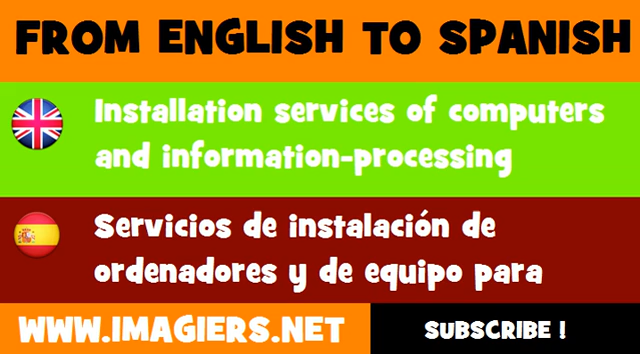 FROM ENGLISH TO SPANISH
Installation services of computers
and information-processing
Servicios de instalación de
ordenadores y de equipo para
WWW.IMAGIERS.NET
SUBSCRIBE !